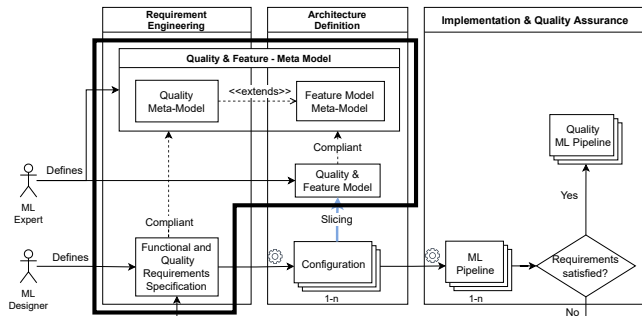 Requirement
Engineering
Architecture
Definition
Implementation & Quality Assurance
Quality & Feature - Meta Model
Quality
Meta-Model
<<extends>>
Feature Model
Meta-Model
Compliant
Quality
ML Pipeline
Defines
ML
Expert
Quality &
Feature Model
Yes
Compliant
Slicing
Defines
ML
Designer
Functional and
Quality
Requirements
Specification
Configuration
1-n
ML
Pipeline
1-n
Requirements
satisfied?
No